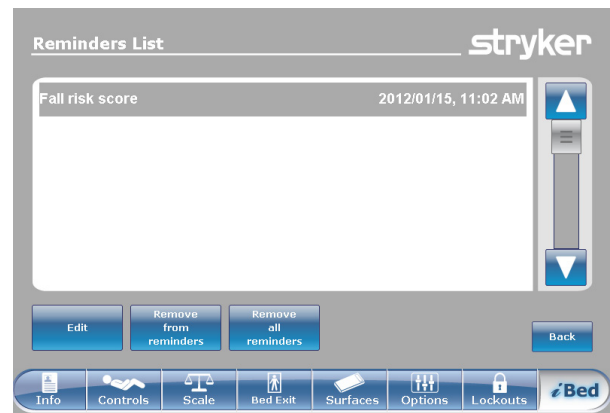 Reminders List
stryker
Fall risk score 2012/01/15, 11:02 AM
Edit
Remove
from
reminders
Remove
all
reminders
Back
Info
Controls
Scale
Bed Exit
Surfaces
Options
Lockouts
iBed